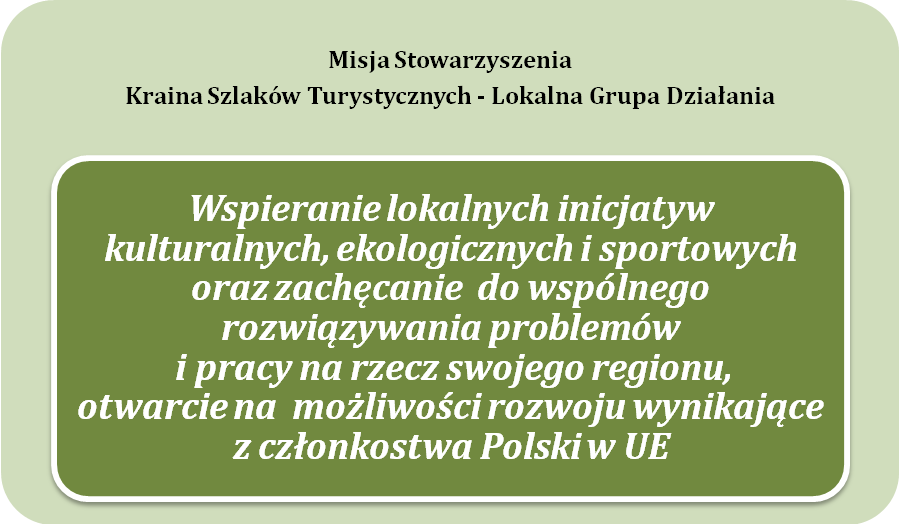 Misja Stowarzyszenia
Kraina Szlaków Turystycznych - Lokalna Grupa Działania
Wspieranie lokalnych inicjatyw
kulturalnych, ekologicznych i sportowych
oraz zachęcanie do wspólnego
rozwiązywania problemów
i pracy na rzecz swojego regionu,
otwarcie na możliwości rozwoju wynikające
z członkostwa Polski w UE